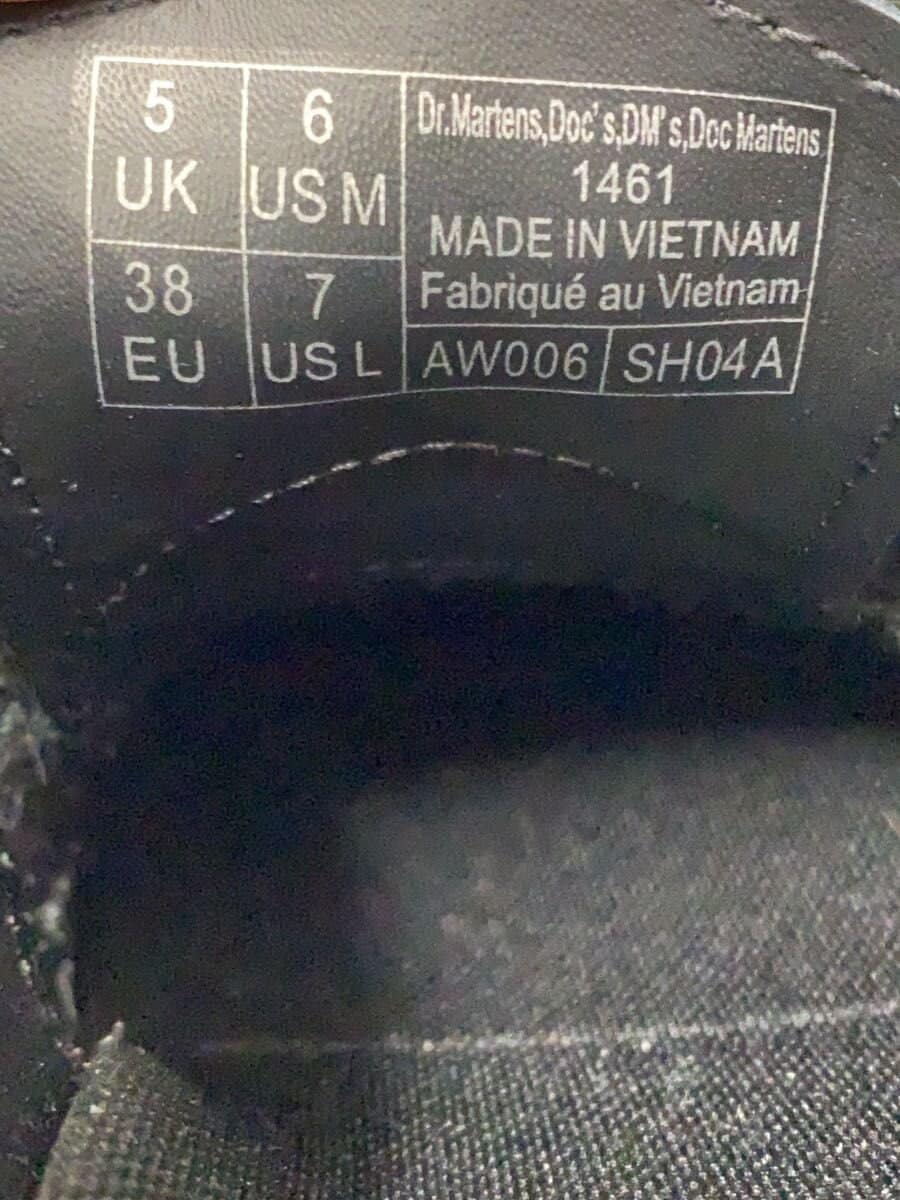 5
UK
6
US M
38
EU
7
US L
Dr.Martens,Doc's,DM's,Doc Martens
1461
MADE IN VIETNAM
Fabriqué au Vietnam
AW006
SH04A